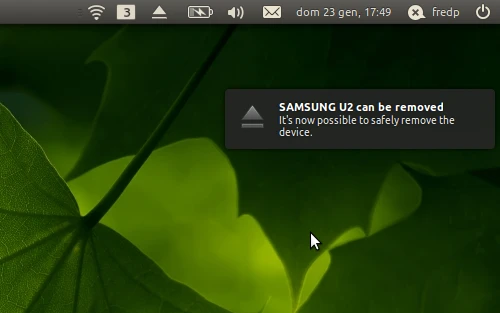 3 dom 23 gen, 17:49 fredp
SAMSUNG U2 can be removed
It's now possible to safely remove the
device.